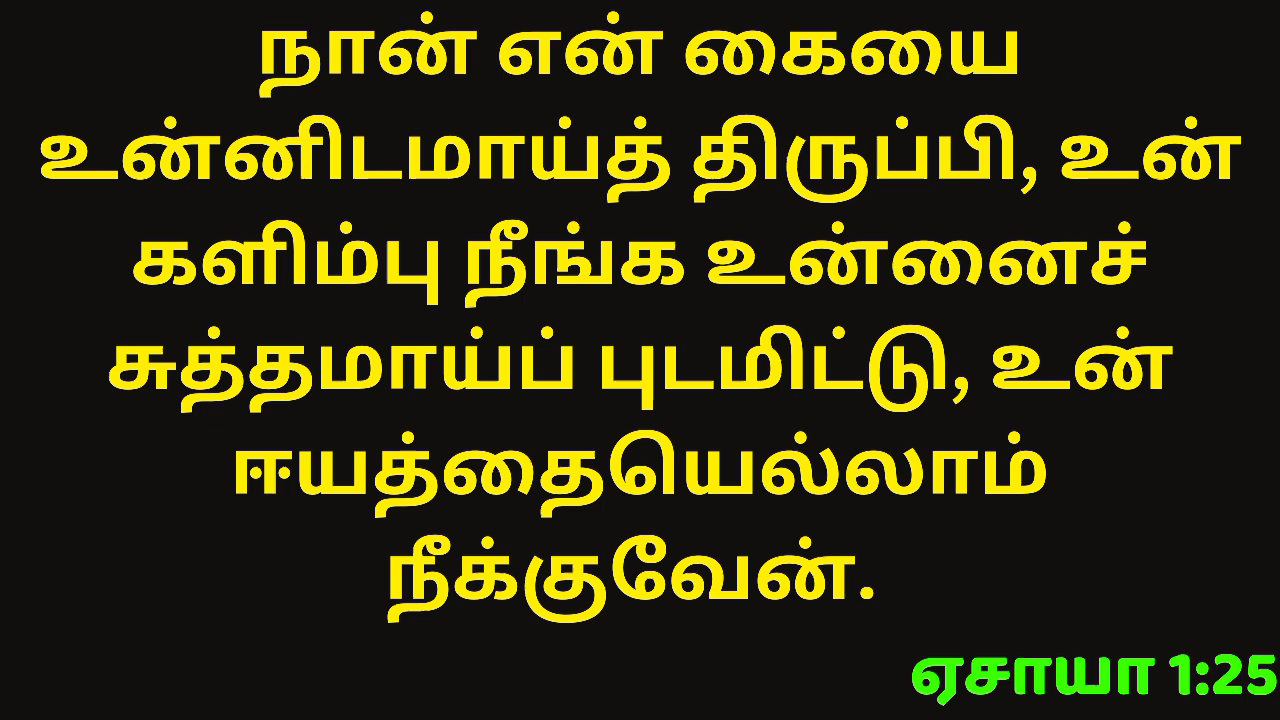 நான் என் கையை
உன்னிடமாய்த் திருப்பி, உன்
களிம்பு நீங்க உன்னைச்
சுத்தமாய்ப் புடமிட்டு, உன்
ஈயத்தையெல்லாம்
நீக்குவேன்.
ஏசாயா 1:25